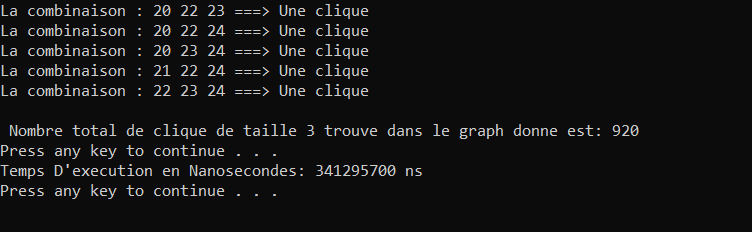 La combinaison : 20 22 23 ===> Une clique
La combinaison : 20 22 24 ===> Une clique
La combinaison : 20 23 24 ===> Une clique
La combinaison : 21 22 24 ===> Une clique
La combinaison : 22 23 24 ===> Une clique
Nombre total de clique de taille 3 trouve dans le graph donne est: 920
Press any key to continue . . .
Temps D'execution en Nanosecondes: 341295700 ns
Press any key to continue . . .